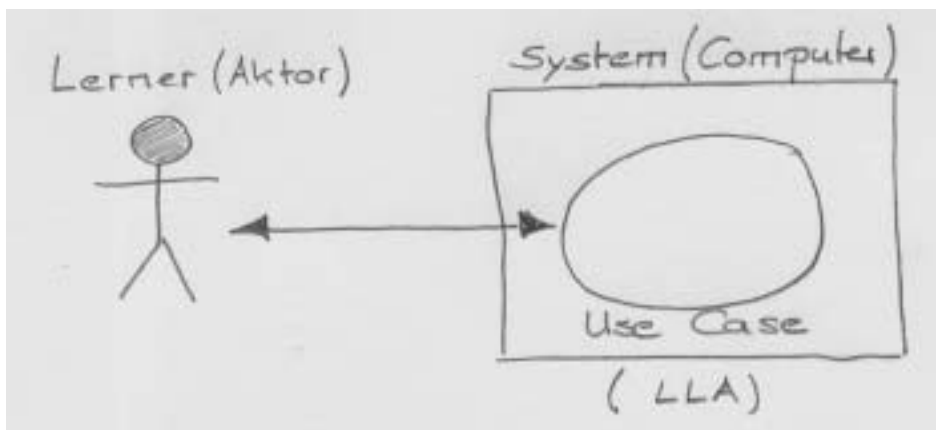 Lerner (Aktor)
System (Computer)
Use Case
( LLA )